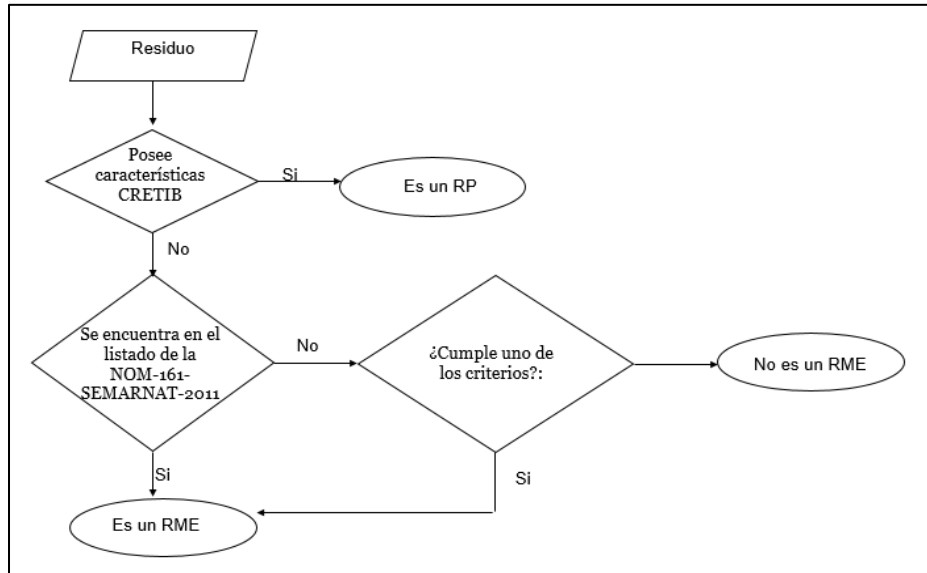 Residuo
Posee
características
CRETIB
Si
Es un RP
No
Se encuentra en el
listado de la
NOM-161-
SEMARNAT-2011
No
¿Cumple uno de
los criterios?:
No es un RME
Si
Es un RME
Si